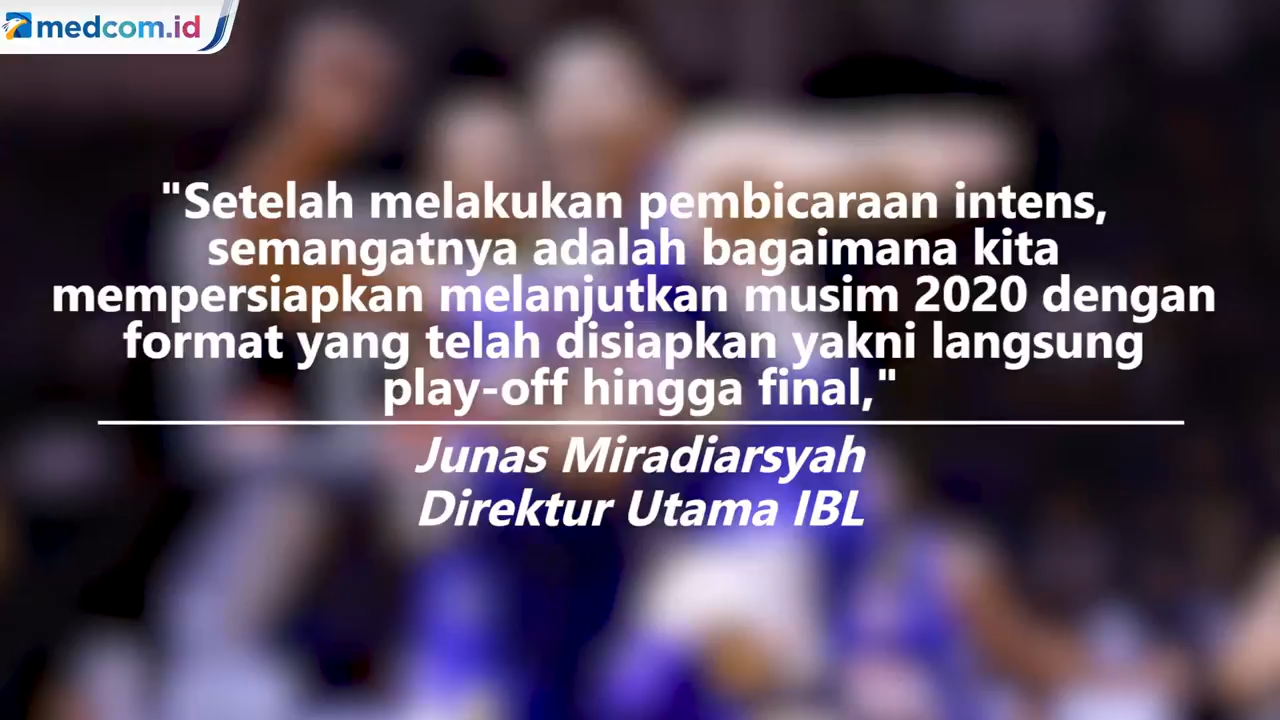 medcom.id
"Setelah melakukan pembicaraan intens,
semangatnya adalah bagaimana kita
mempersiapkan melanjutkan musim 2020 dengan
format yang telah disiapkan yakni langsung
play-off hingga final,"
Junas Miradiarsyah
Direktur Utama IBL